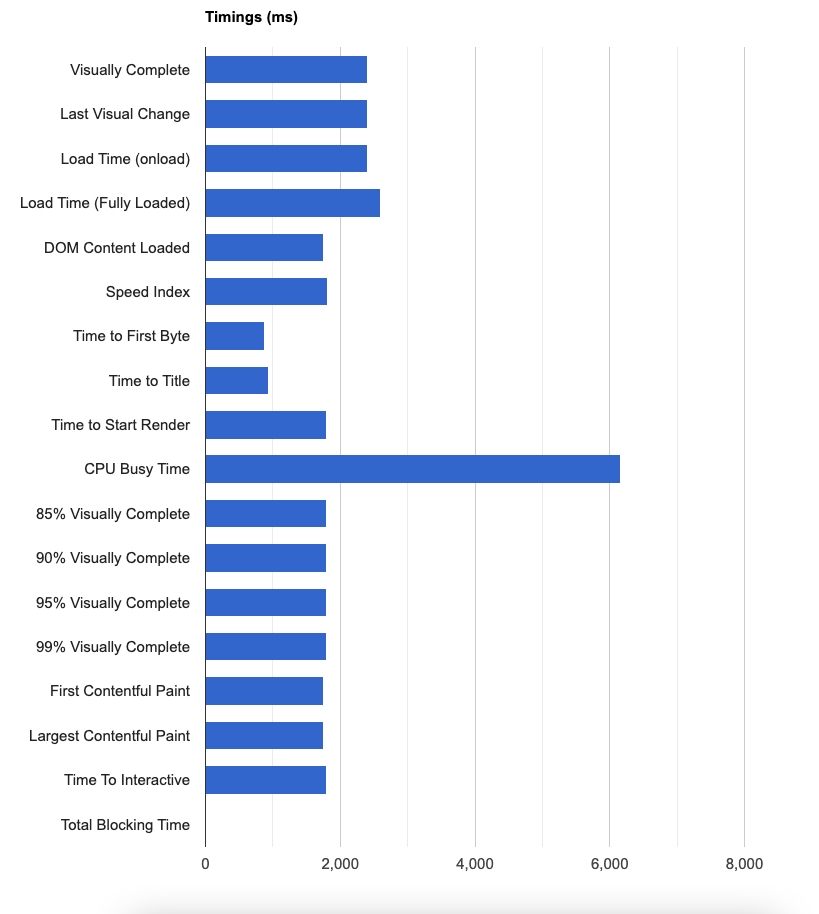 Timings (ms)
Visually Complete
Last Visual Change
Load Time (onload)
Load Time (Fully Loaded)
DOM Content Loaded
Speed Index
Time to First Byte
Time to Title
Time to Start Render
CPU Busy Time
85% Visually Complete
90% Visually Complete
95% Visually Complete
99% Visually Complete
First Contentful Paint
Largest Contentful Paint
Time To Interactive
Total Blocking Time
0 2,000 4,000 6,000 8,000